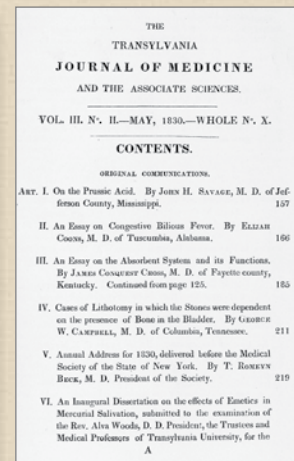 THE
TRANSYLVANIA
JOURNAL OF MEDICINE
AND THE ASSOCIATE SCIENCES.
VOL. III. Nº. II.—MAY, 1830.—WHOLE Nº. X.
CONTENTS.
ORIGINAL COMMUNICATIONS.
ART. I. On the Prussic Acid. By JOHN H. SAVAGE, M. D. of Jef-
ferson County, Mississippi. 157
II. An Essay on Congestive Bilious Fever. By ELIJAH
COONS, M. D. of Tuscumbia, Alabama. 166
III. An Essay on the Absorbent System and its Functions.
By JAMES CONQUEST CROSS, M. D. of Fayette county,
Kentucky. Continued from page 125. 185
IV. Cases of Lithotomy in which the Stones were dependent
on the presence of Bone in the Bladder. By GEORGE
W. CAMPBELL, M. D. of Columbia, Tennessee. 211
V. Annual Address for 1830, delivered before the Medical
Society of the State of New York. By T. ROMEYN
BECK, M. D. President of the Society. 219
VI. An Inaugural Dissertation on the effects of Emetics in
Mercurial Salivation, submitted to the examination of
the Rev. Alva Woods, D. D. President, the Trustees and
Medical Professors of Transylvania University, for the
A